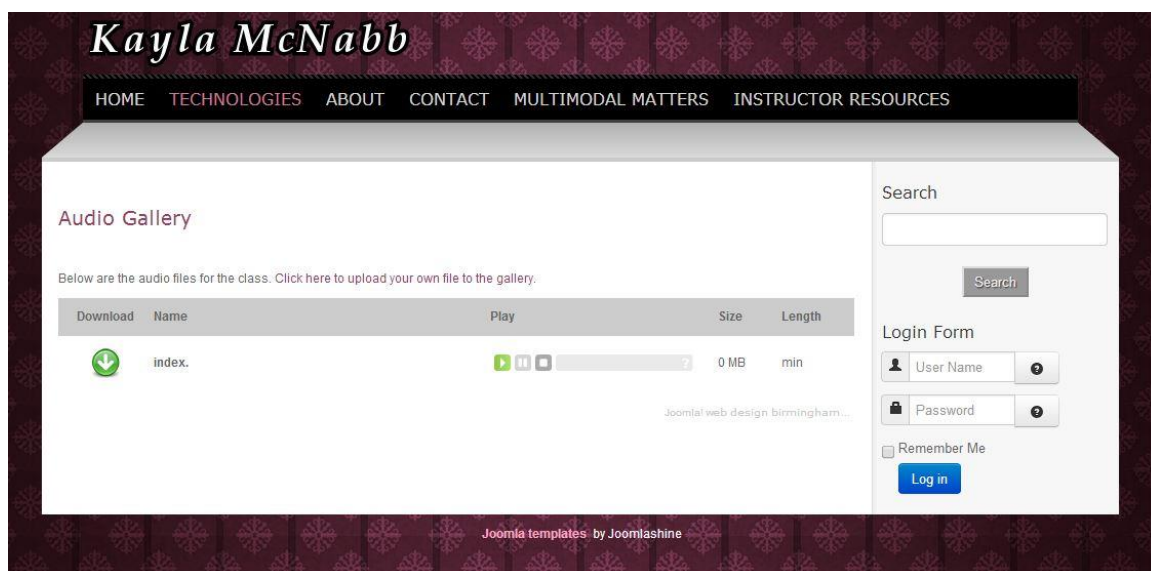 Kayla McNabb
HOME TECHNOLOGIES ABOUT CONTACT MULTIMODAL MATTERS INSTRUCTOR RESOURCES
Audio Gallery
Below are the audio files for the class. Click here to upload your own file to the gallery.
Download Name Play Size Length
index. ? 0 MB min
Joomla! web design birmingham...
Search
Search
Login Form
User Name ?
Password ?
Remember Me
Log in
Joomla templates by Joomlashine